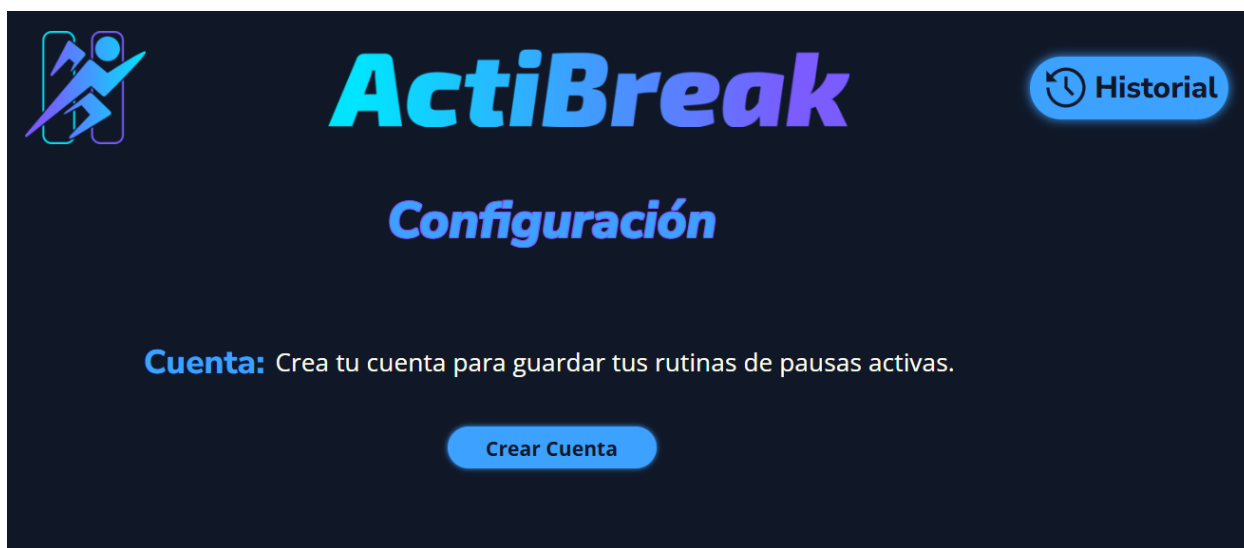 ActiBreak
Historial
Configuración
Cuenta: Crea tu cuenta para guardar tus rutinas de pausas activas.
Crear Cuenta